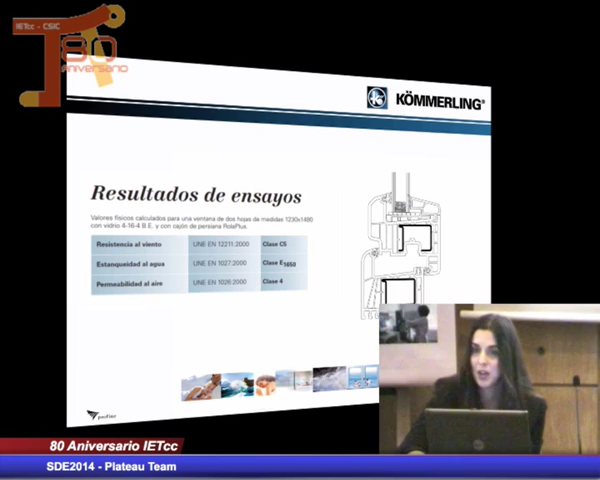 IETcc - CSIC
80
ANIVERSARIO
KÖMMERLING®
Resultados de ensayos
Valores físicos calculados para una ventana de dos hojas de medidas 1230x1480
con vidrio 4-16-4 B.E. y con cajón de persiana RolaPlus.
Resistencia al viento UNE EN 12211:2000 Clase C5
Estanqueidad al agua UNE EN 1027:2000 Clase E1650
Permeabilidad al aire UNE EN 1026:2000 Clase 4
profine
80 Aniversario IETcc
SDE2014 - Plateau Team